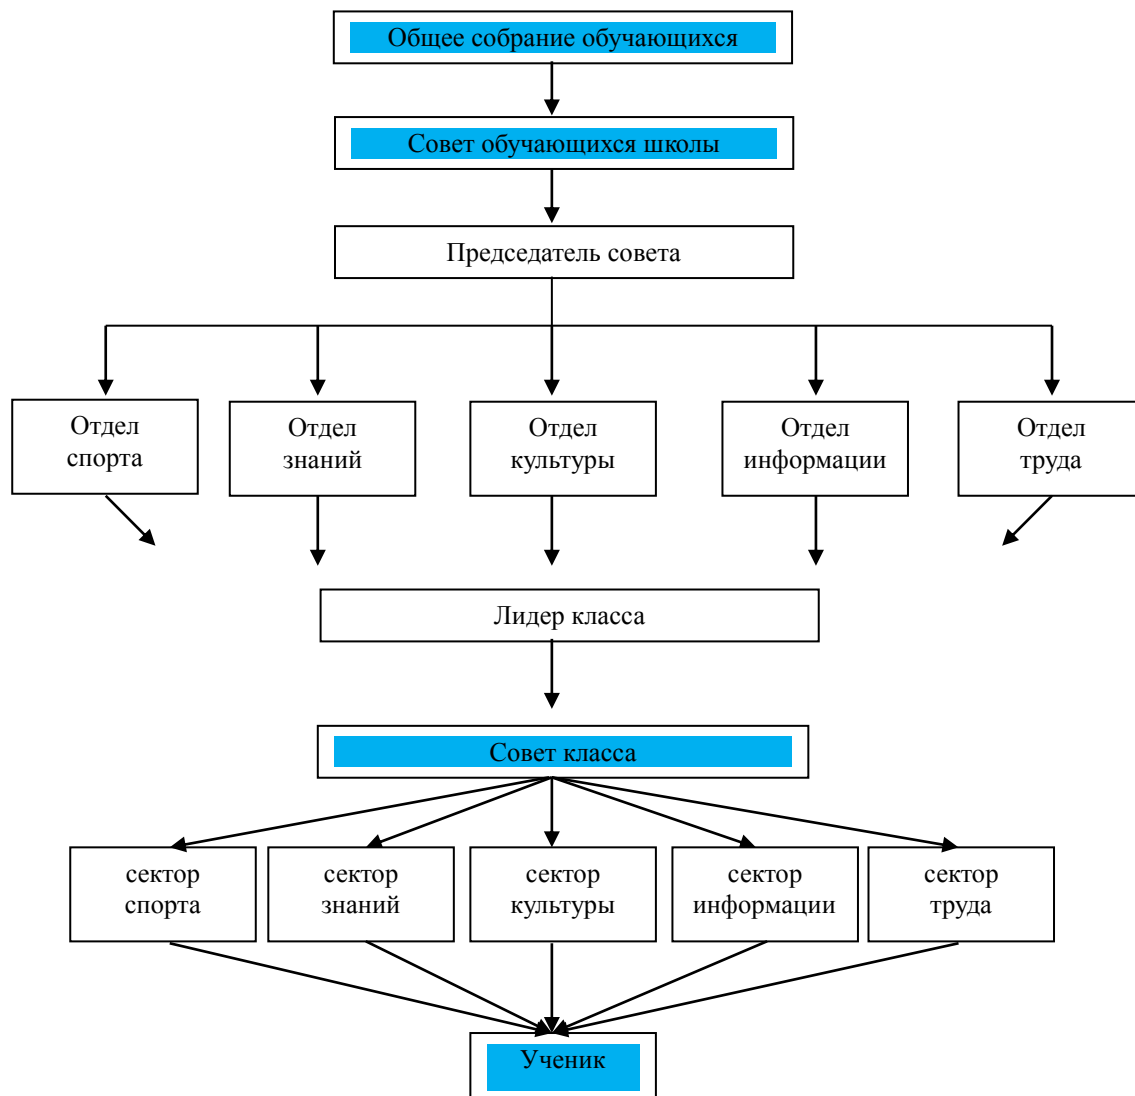 Общее собрание обучающихся
Совет обучающихся школы
Председатель совета
Отдел
спорта
Отдел
знаний
Отдел
культуры
Отдел
информации
Отдел
труда
Лидер класса
Совет класса
сектор
спорта
сектор
знаний
сектор
культуры
сектор
информации
сектор
труда
Ученик